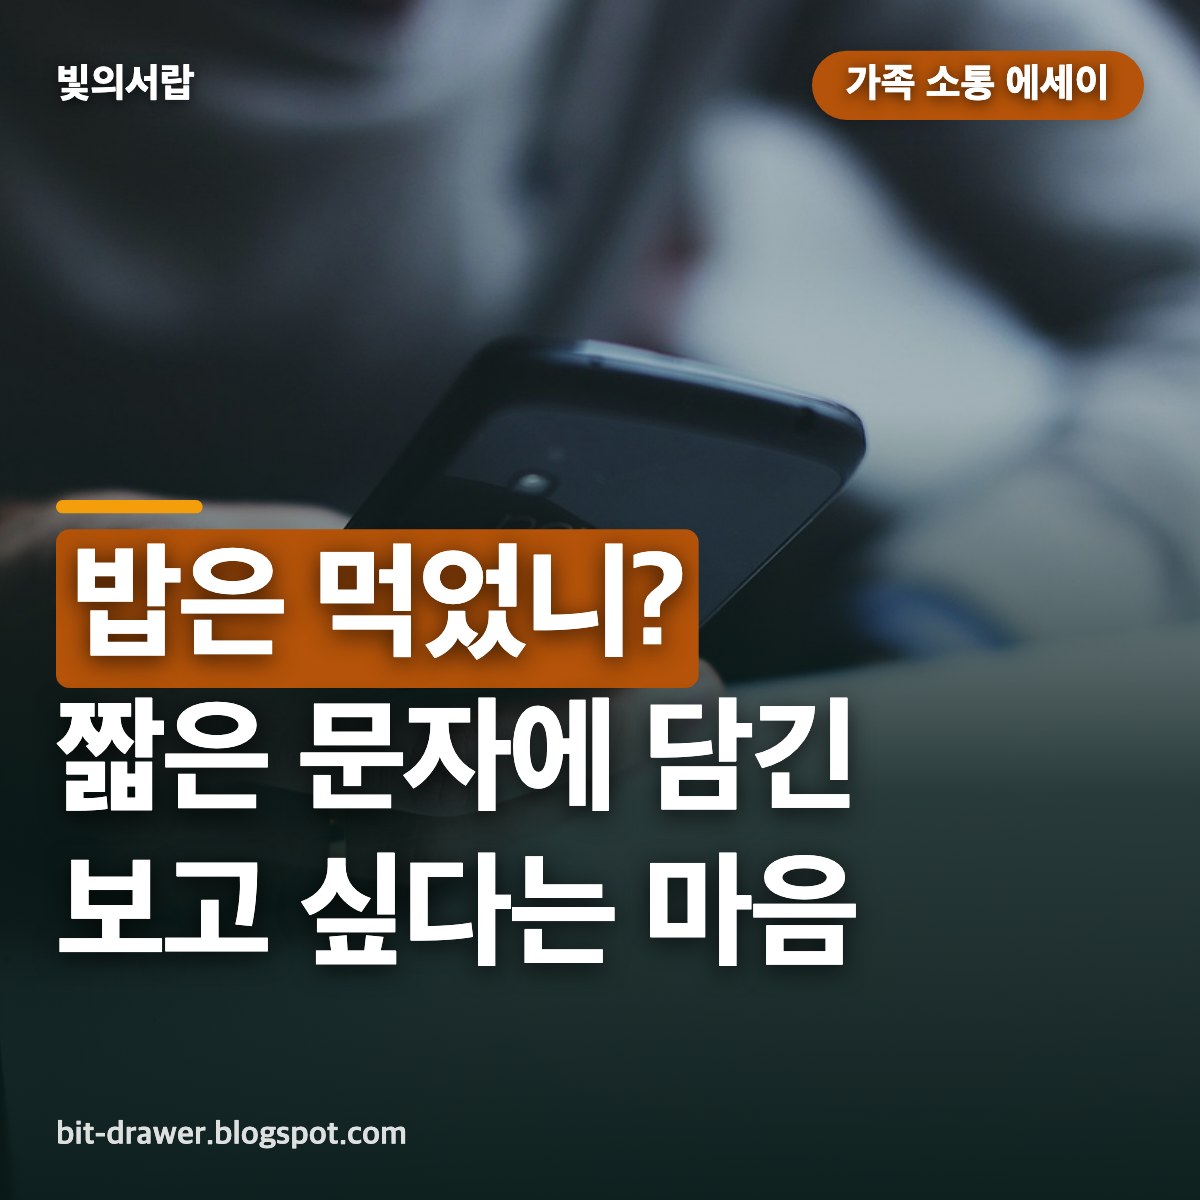 빛의서랍
가족 소통 에세이
밥은 먹었니?
짧은 문자에 담긴
보고 싶다는 마음
bit-drawer.blogspot.com